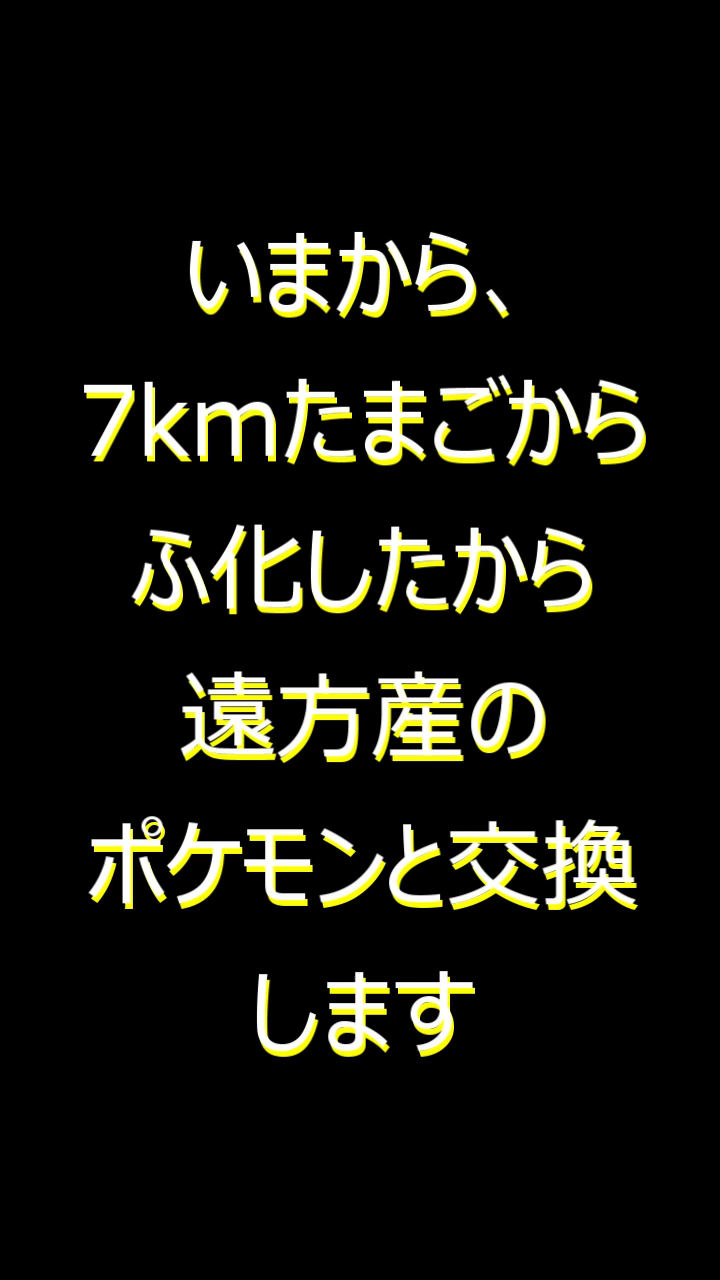 いまから、
7kmたまごから
ふ化したから
遠方産の
ポケモンと交換
します